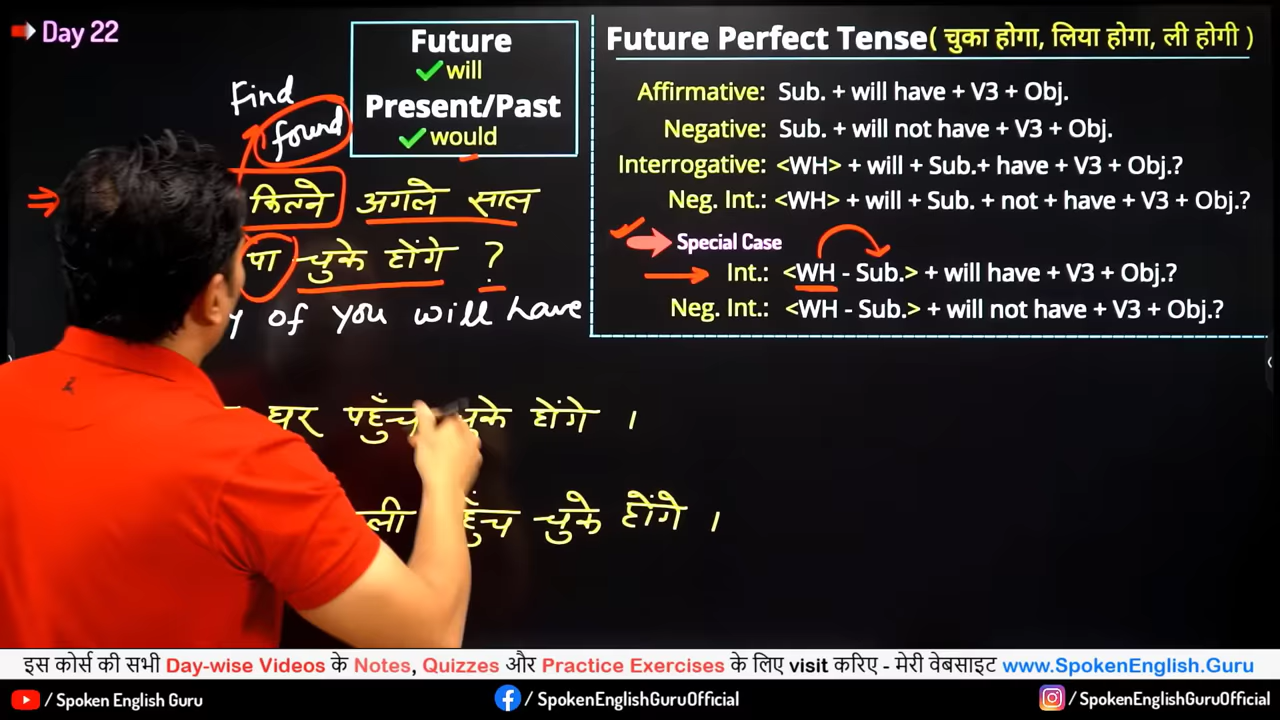 Day 22
Find
found
Future
✔will
Present/Past
✔would
⇒ कितने अगले साल
पा चुके होंगे ?
y of you will have
घर पहुँच चुके होंगे ।
ली हुँच चुके होंगे ।
Future Perfect Tense( चुका होगा, लिया होगा, ली होगी )
Affirmative: Sub. + will have + V3 + Obj.
Negative: Sub. + will not have + V3 + Obj.
Interrogative: <WH> + will + Sub.+ have + V3 + Obj.?
Neg. Int.: <WH> + will + Sub. + not + have + V3 + Obj.?
Special Case
Int.: <WH - Sub.> + will have + V3 + Obj.?
Neg. Int.: <WH - Sub.> + will not have + V3 + Obj.?
इस कोर्स की सभी Day-wise Videos के Notes, Quizzes और Practice Exercises के लिए visit करिए - मेरी वेबसाइट www.SpokenEnglish.Guru
/ Spoken English Guru
/ SpokenEnglishGuruOfficial
/ SpokenEnglishGuruOfficial